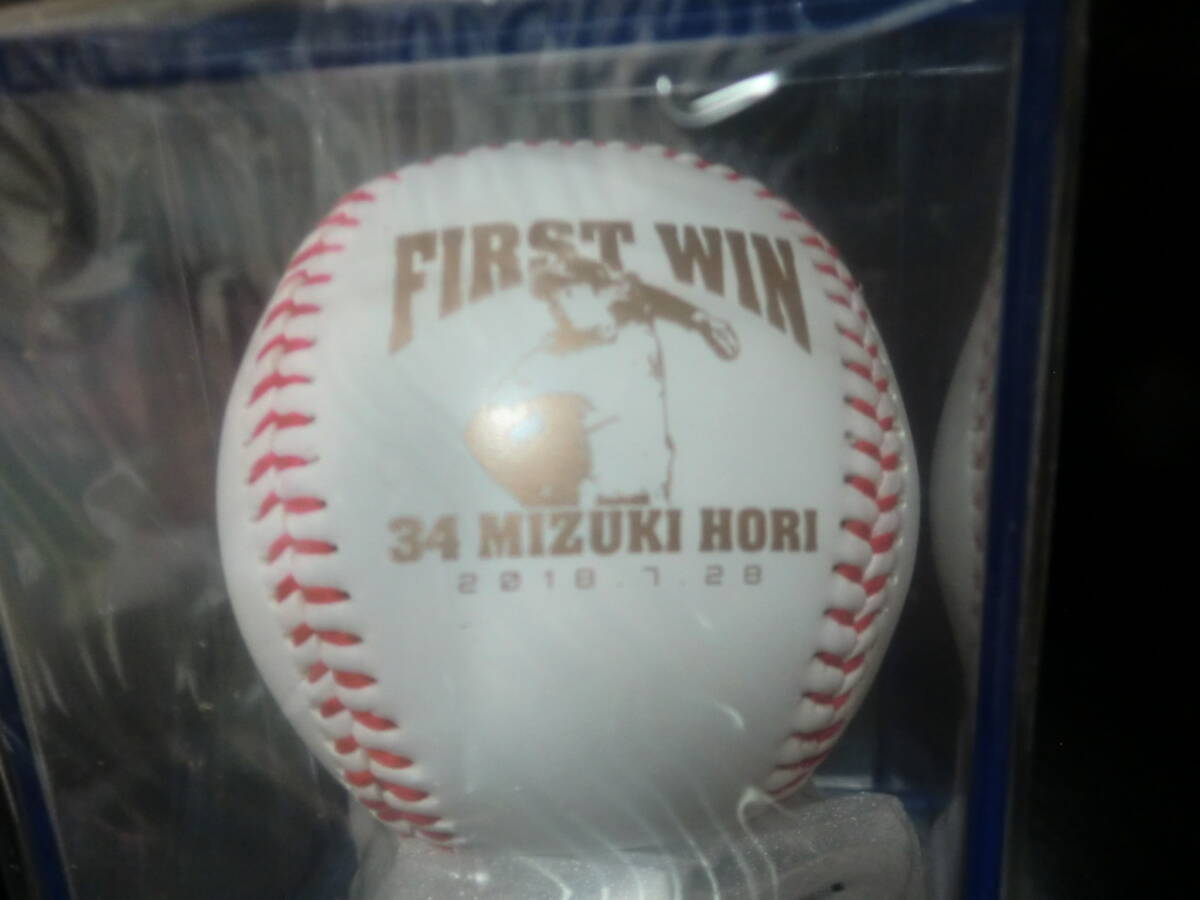 FIRST WIN
34 MIZUKI HORI
2018.7.28